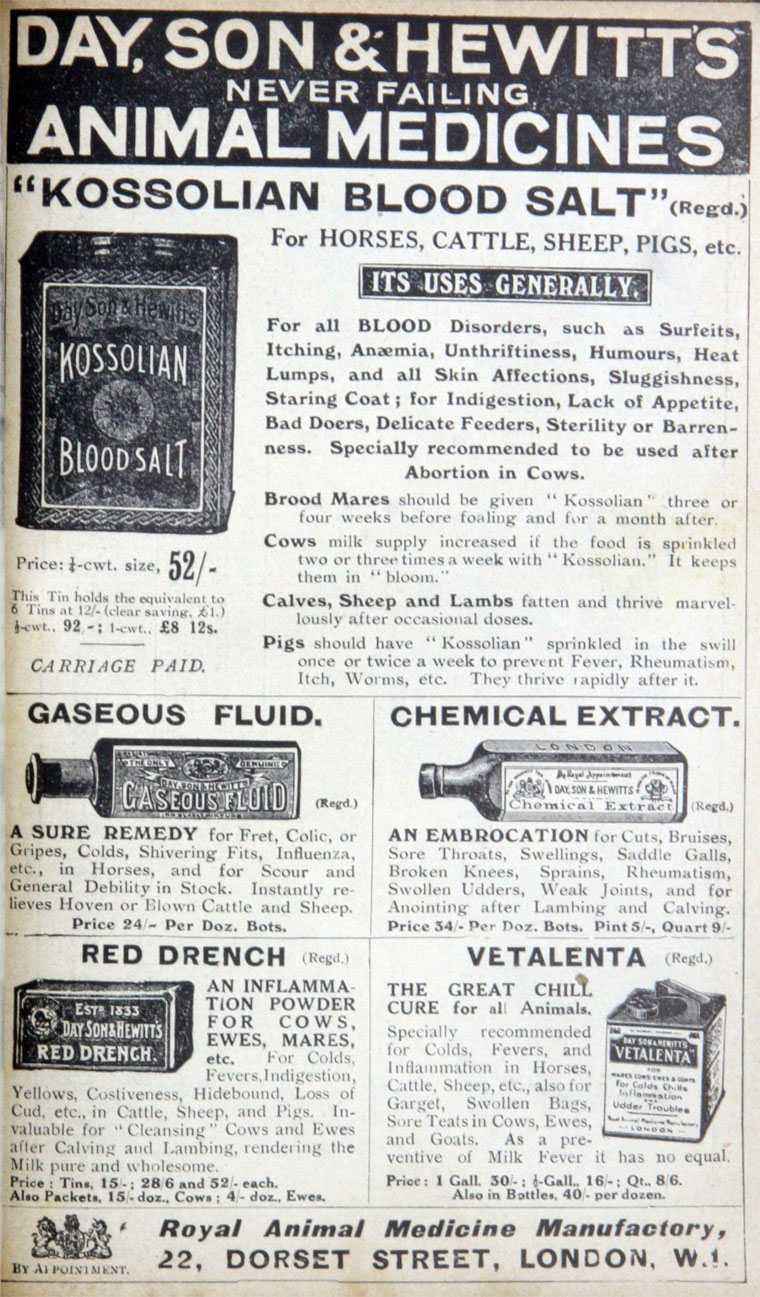 DAY, SON & HEWITT'S
NEVER FAILING
ANIMAL MEDICINES
"KOSSOLIAN BLOOD SALT" (Regd.)
For HORSES, CATTLE, SHEEP, PIGS, etc.
ITS USES GENERALLY.
Day Son & Hewitt's
KOSSOLIAN
BLOOD SALT
For all BLOOD Disorders, such as Surfeits,
Itching, Anæmia, Unthriftiness, Humours, Heat
Lumps, and all Skin Affections, Sluggishness,
Staring Coat; for Indigestion, Lack of Appetite,
Bad Doers, Delicate Feeders, Sterility or Barren-
ness. Specially recommended to be used after
Abortion in Cows.
Brood Mares should be given "Kossolian" three or
four weeks before foaling and for a month after.
Cows milk supply increased if the food is sprinkled
two or three times a week with "Kossolian." It keeps
them in "bloom."
Calves, Sheep and Lambs fatten and thrive marvel-
lously after occasional doses.
Pigs should have "Kossolian" sprinkled in the swill
once or twice a week to prevent Fever, Rheumatism,
Itch, Worms, etc. They thrive rapidly after it.
Price: ¼-cwt. size, 52/-
This Tin holds the equivalent to
6 Tins at 12/- (clear saving, £1.)
½-cwt., 92,-; 1-cwt., £8 12s.
CARRIAGE PAID.
GASEOUS FLUID.
THE ONLY GENUINE
DAY, SON & HEWITT'S
GASEOUS FLUID
(Regd.)
A SURE REMEDY for Fret, Colic, or
Gripes, Colds, Shivering Fits, Influenza,
etc., in Horses, and for Scour and
General Debility in Stock. Instantly re-
lieves Hoven or Blown Cattle and Sheep.
Price 24/- Per Doz. Bots.
CHEMICAL EXTRACT.
LONDON
By Royal Appointment
DAY, SON & HEWITTS
Chemical Extract
(Regd.)
AN EMBROCATION for Cuts, Bruises,
Sore Throats, Swellings, Saddle Galls,
Broken Knees, Sprains, Rheumatism,
Swollen Udders, Weak Joints, and for
Anointing after Lambing and Calving.
Price 54/- Per Doz. Bots. Pint 5/-, Quart 9/-
RED DRENCH (Regd.)
ESTD 1833
DAY SON & HEWITT'S
RED DRENCH.
AN INFLAMMA-
TION POWDER
FOR COWS,
EWES, MARES,
etc. For Colds,
Fevers, Indigestion,
Yellows, Costiveness, Hidebound, Loss of
Cud, etc., in Cattle, Sheep, and Pigs. In-
valuable for "Cleansing" Cows and Ewes
after Calving and Lambing, rendering the
Milk pure and wholesome.
Price: Tins, 15/-; 28/6 and 52/- each.
Also Packets, 15/- doz., Cows; 4/- doz., Ewes.
VETALENTA (Regd.)
THE GREAT CHILL
CURE for all Animals.
Specially recommended
for Colds, Fevers, and
Inflammation in Horses,
Cattle, Sheep, etc., also for
Garget, Swollen Bags,
Sore Teats in Cows, Ewes,
and Goats. As a pre-
ventive of Milk Fever it has no equal.
DAY SON & HEWITT'S
"VETALENTA"
FOR
MARES COWS EWES & GOATS
For Colds Chills
Inflammation
AND
Udder Troubles
Royal Animal Medicine Manufactory
LONDON
Price: 1 Gall. 30/-; ½-Gall., 16/-; Qt., 8/6.
Also in Bottles, 40/- per dozen.
BY APPOINTMENT.
Royal Animal Medicine Manufactory,
22, DORSET STREET, LONDON, W.1.